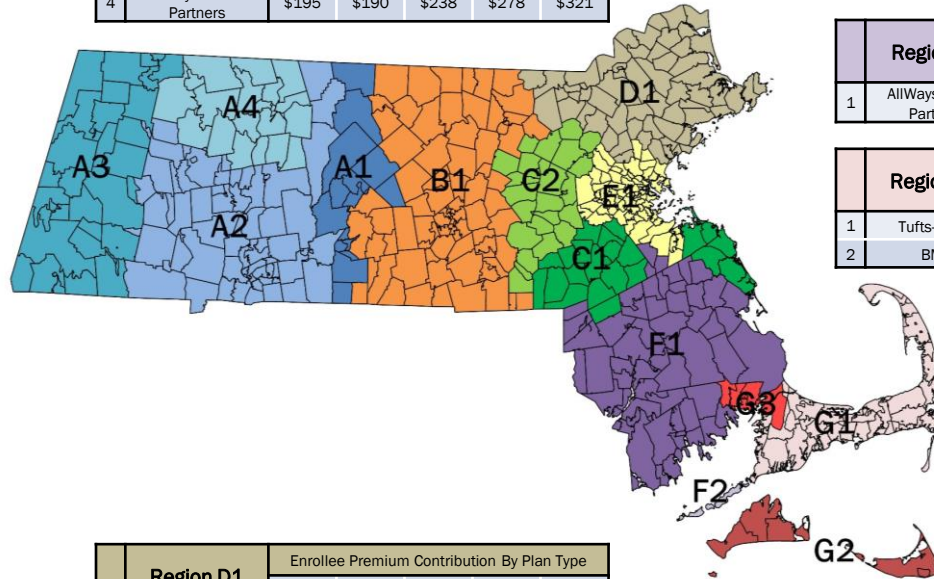 4 Partners $195 $190 $238 $278 $321
Regio
1 AllWays
Part
Regio
1 Tufts-
2 BM
D1
A4
A3
A1
B1
C2
E1
A2
C1
F1
G3
G1
F2
G2
Region D1 Enrollee Premium Contribution By Plan Type